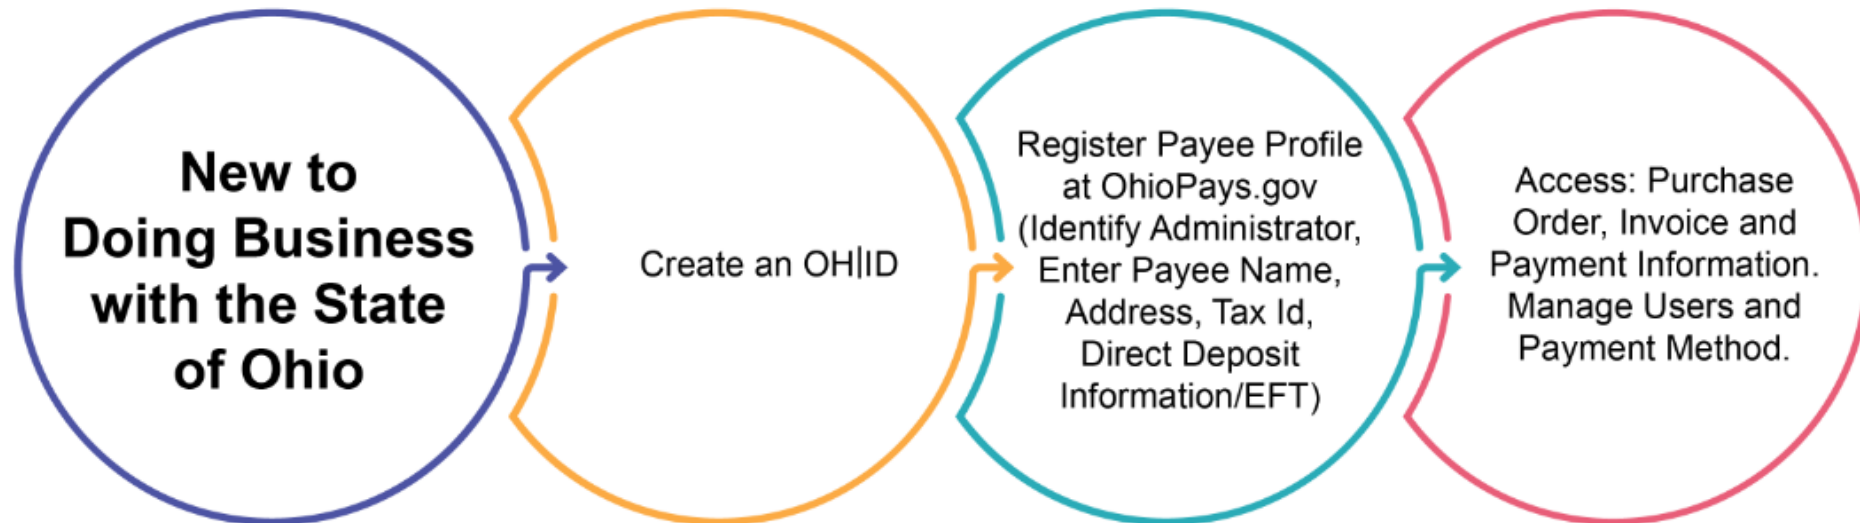 New to
Doing Business
with the State
of Ohio
Create an OH|ID
Register Payee Profile
at OhioPays.gov
(Identify Administrator,
Enter Payee Name,
Address, Tax Id,
Direct Deposit
Information/EFT)
Access: Purchase
Order, Invoice and
Payment Information.
Manage Users and
Payment Method.